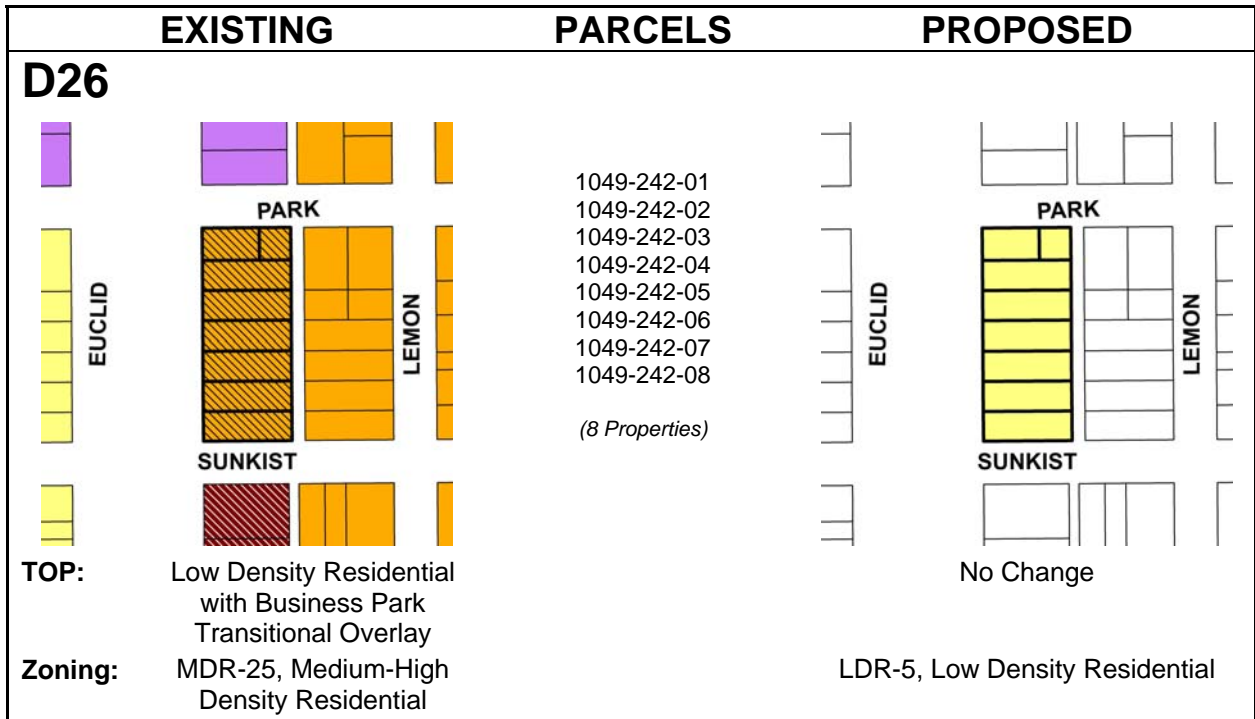 EXISTING PARCELS PROPOSED
D26
PARK
EUCLID
LEMON
SUNKIST
1049-242-01
1049-242-02
1049-242-03
1049-242-04
1049-242-05
1049-242-06
1049-242-07
1049-242-08
(8 Properties)
PARK
EUCLID
LEMON
SUNKIST
TOP: Low Density Residential No Change
with Business Park
Transitional Overlay
Zoning: MDR-25, Medium-High LDR-5, Low Density Residential
Density Residential